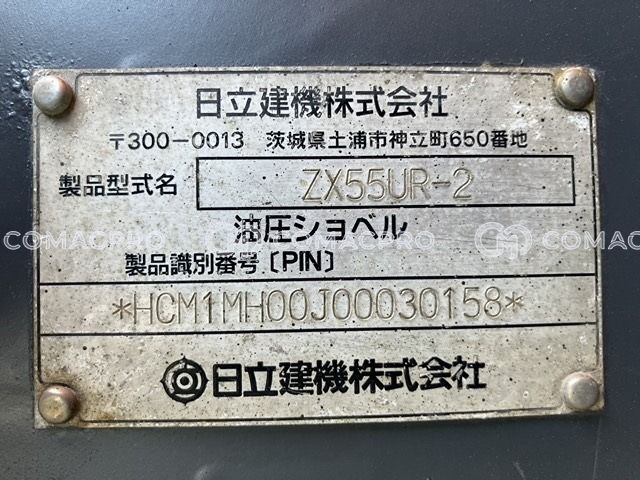 日立建機株式会社
〒300-0013 茨城県土浦市神立町650番地
製品型式名 ZX55UR-2
油圧ショベル
製品識別番号〔PIN〕
*HCM1MH00J00030158*
日立建機株式会社
COMACPRO COMACPRO COMACPRO